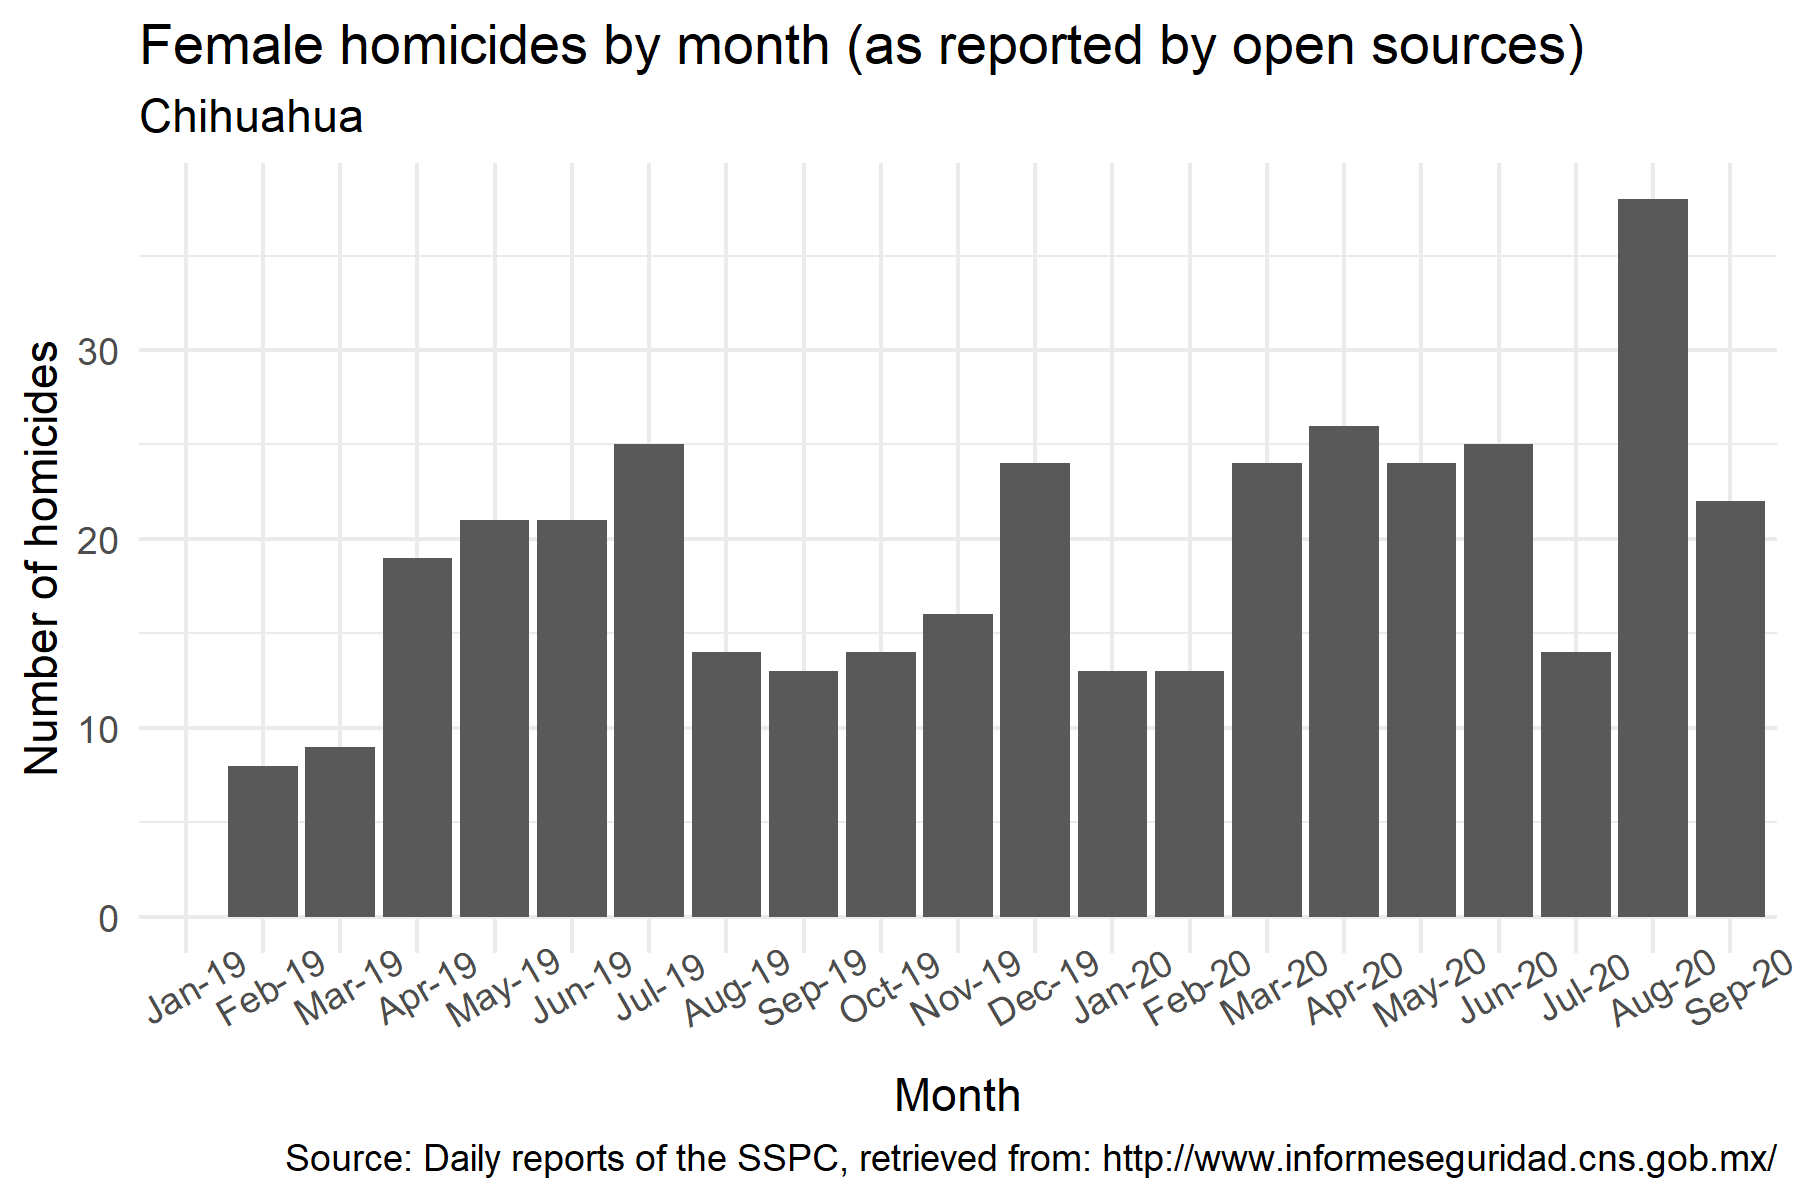 Female homicides by month (as reported by open sources)
Chihuahua
Number of homicides
30
20
10
0
Jan-19
Feb-19
Mar-19
Apr-19
May-19
Jun-19
Jul-19
Aug-19
Sep-19
Oct-19
Nov-19
Dec-19
Jan-20
Feb-20
Mar-20
Apr-20
May-20
Jun-20
Jul-20
Aug-20
Sep-20
Month
Source: Daily reports of the SSPC, retrieved from: http://www.informeseguridad.cns.gob.mx/